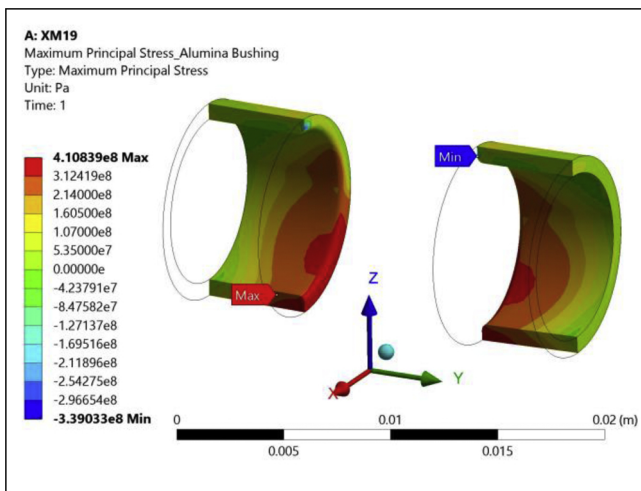 A: XM19
Maximum Principal Stress_Alumina Bushing
Type: Maximum Principal Stress
Unit: Pa
Time: 1
4.10839e8 Max
3.12419e8
2.14000e8
1.60500e8
1.07000e8
5.35000e7
0.00000e
-4.23791e7
-8.47582e7
-1.27137e8
-1.69516e8
-2.11896e8
-2.54275e8
-2.96654e8
-3.39033e8 Min
Max
Min
Z
X
Y
0
0.01
0.02 (m)
0.005
0.015